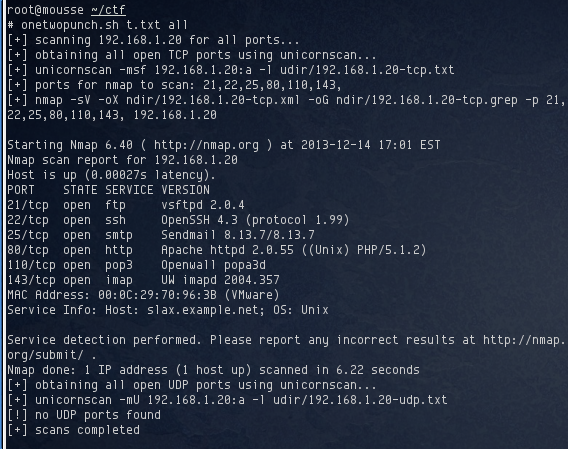 root@mousse ~/ctf
# onetwopunch.sh t.txt all
[+] scanning 192.168.1.20 for all ports...
[+] obtaining all open TCP ports using unicornscan...
[+] unicornscan -msf 192.168.1.20:a -l udir/192.168.1.20-tcp.txt
[+] ports for nmap to scan: 21,22,25,80,110,143,
[+] nmap -sV -oX ndir/192.168.1.20-tcp.xml -oG ndir/192.168.1.20-tcp.grep -p 21,
22,25,80,110,143, 192.168.1.20
Starting Nmap 6.40 ( http://nmap.org ) at 2013-12-14 17:01 EST
Nmap scan report for 192.168.1.20
Host is up (0.00027s latency).
PORT    STATE SERVICE VERSION
21/tcp  open  ftp     vsftpd 2.0.4
22/tcp  open  ssh     OpenSSH 4.3 (protocol 1.99)
25/tcp  open  smtp    Sendmail 8.13.7/8.13.7
80/tcp  open  http    Apache httpd 2.0.55 ((Unix) PHP/5.1.2)
110/tcp open  pop3    Openwall popa3d
143/tcp open  imap    UW imapd 2004.357
MAC Address: 00:0C:29:70:96:3B (VMware)
Service Info: Host: slax.example.net; OS: Unix
Service detection performed. Please report any incorrect results at http://nmap.
org/submit/ .
Nmap done: 1 IP address (1 host up) scanned in 6.22 seconds
[+] obtaining all open UDP ports using unicornscan...
[+] unicornscan -mU 192.168.1.20:a -l udir/192.168.1.20-udp.txt
[!] no UDP ports found
[+] scans completed